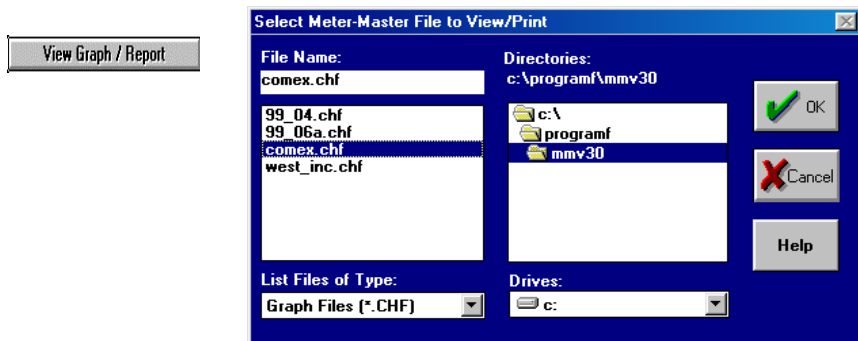 View Graph / Report
Select Meter-Master File to View/Print
File Name:
comex.chf
99_04.chf
99_06a.chf
comex.chf
west_inc.chf
List Files of Type:
Graph Files (*.CHF)
Directories:
c:\programf\mmv30
c:\
programf
mmv30
Drives:
c:
OK
Cancel
Help